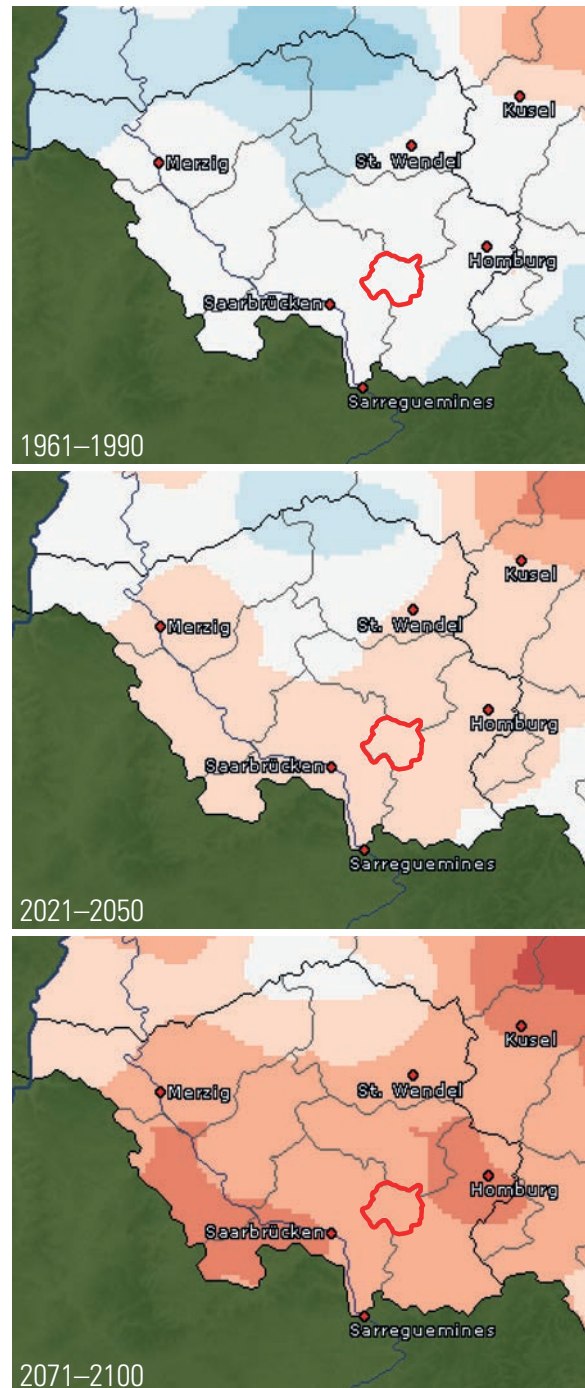 Kusel
Merzig
St. Wendel
Homburg
Saarbrücken
Sarreguemines
1961–1990
Kusel
Merzig
St. Wendel
Homburg
Saarbrücken
Sarreguemines
2021–2050
Kusel
Merzig
St. Wendel
Homburg
Saarbrücken
Sarreguemines
2071–2100